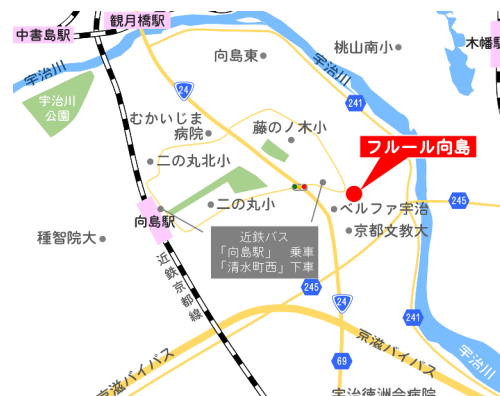 観月橋駅
中書島駅
宇治川
向島東
桃山南小
木幡駅
宇治川
24
241
宇治川
公園
むかいじま
病院
藤のノ木小
フルール向島
二の丸北小
二の丸小
ベルファ宇治
245
京都文教大
向島駅
種智院大
近鉄バス
「向島駅」 乗車
「清水町西」下車
近鉄京都線
245
24
241
京滋バイパス
京滋バイパス
宇治川
69
宇治徳洲会病院